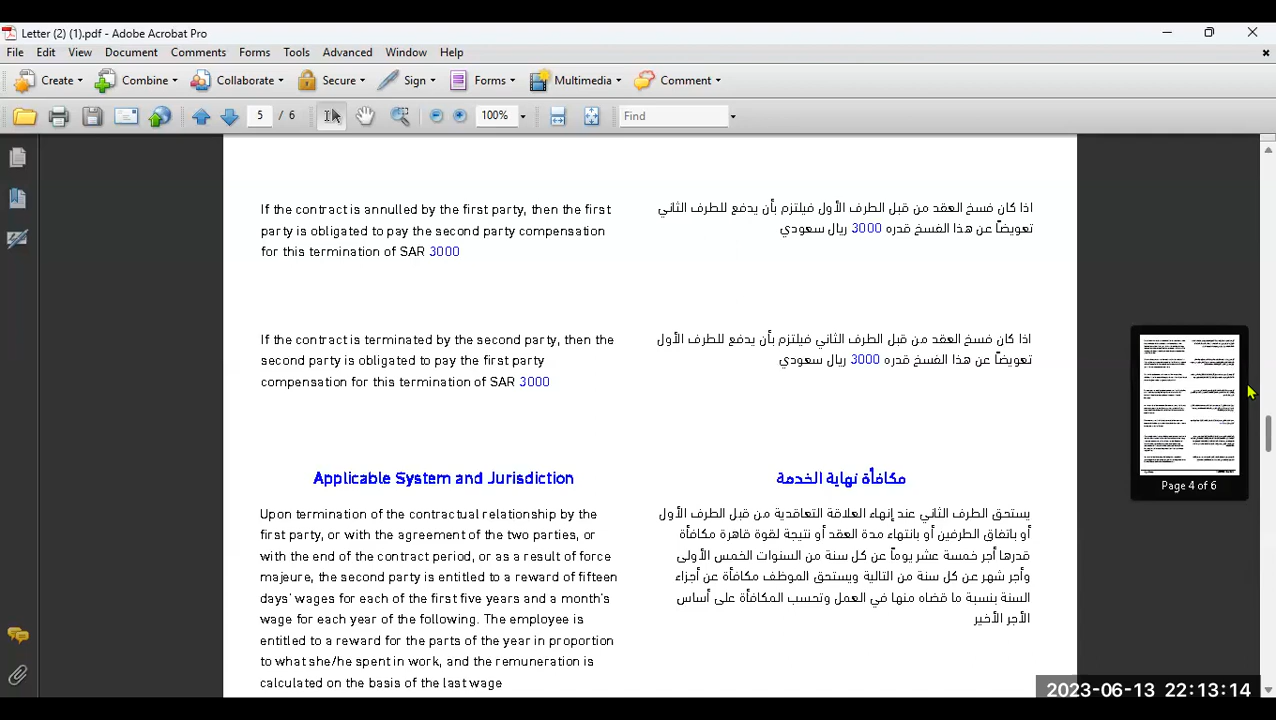 Letter (2) (1).pdf - Adobe Acrobat Pro
File Edit View Document Comments Forms Tools Advanced Window Help
Create Combine Collaborate Secure Sign Forms Multimedia Comment
5 / 6 100% Find
If the contract is annulled by the first party, then the first
party is obligated to pay the second party compensation
for this termination of SAR 3000
اذا كان فسخ العقد من قبل الطرف الأول فيلتزم بأن يدفع للطرف الثاني
تعويضاً عن هذا الفسخ قدره 3000 ريال سعودي
If the contract is terminated by the second party, then the
second party is obligated to pay the first party
compensation for this termination of SAR 3000
اذا كان فسخ العقد من قبل الطرف الثاني فيلتزم بأن يدفع للطرف الأول
تعويضاً عن هذا الفسخ قدره 3000 ريال سعودي
Applicable System and Jurisdiction
Upon termination of the contractual relationship by the
first party, or with the agreement of the two parties, or
with the end of the contract period, or as a result of force
majeure, the second party is entitled to a reward of fifteen
days' wages for each of the first five years and a month's
wage for each year of the following. The employee is
entitled to a reward for the parts of the year in proportion
to what she/he spent in work, and the remuneration is
calculated on the basis of the last wage
مكافأة نهاية الخدمة
يستحق الطرف الثاني عند إنهاء العلاقة التعاقدية من قبل الطرف الأول
أو باتفاق الطرفين أو بانتهاء مدة العقد أو نتيجة لقوة قاهرة مكافأة
قدرها أجر خمسة عشر يوماً عن كل سنة من السنوات الخمس الأولى
وأجر شهر عن كل سنة من التالية ويستحق الموظف مكافأة عن أجزاء
السنة بنسبة ما قضاه منها في العمل وتحسب المكافأة على أساس
الأجر الأخير
Page 4 of 6
2023-06-13 22:13:14